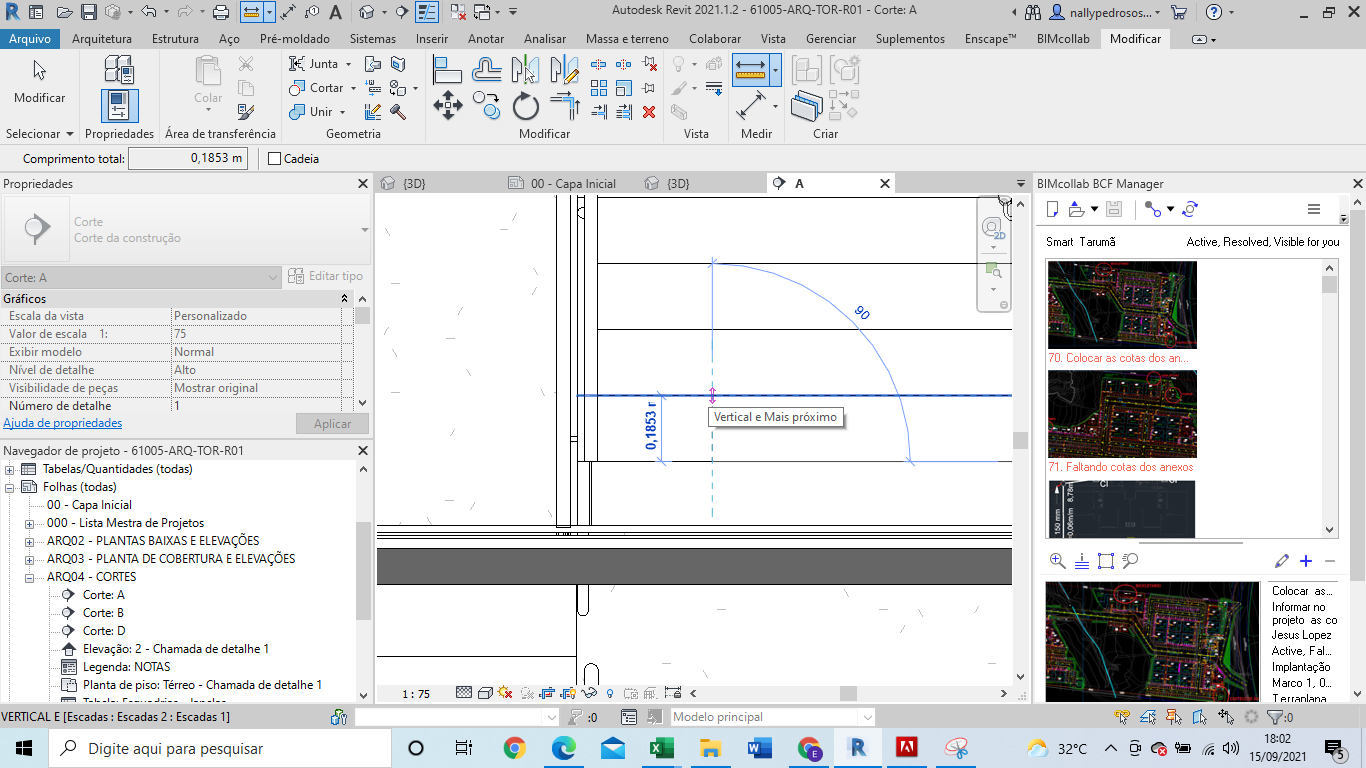 Autodesk Revit 2021.1.2 - 61005-ARQ-TOR-R01 - Corte: A
nallypedrosos...
Arquivo Arquitetura Estrutura Aço Pré-moldado Sistemas Inserir Anotar Analisar Massa e terreno Colaborar Vista Gerenciar Suplementos Enscape™ BIMcollab Modificar
Modificar
Colar
Junta
Cortar
Unir
Selecionar Propriedades Área de transferência Geometria Modificar Vista Medir Criar
Comprimento total: 0,1853 m Cadeia
Propriedades
Corte
Corte da construção
Corte: A Editar tipo
Gráficos
Escala da vista Personalizado
Valor de escala 1: 75
Exibir modelo Normal
Nível de detalhe Alto
Visibilidade de peças Mostrar original
Número de detalhe 1
Ajuda de propriedades Aplicar
Navegador de projeto - 61005-ARQ-TOR-R01
Tabelas/Quantidades (todas)
Folhas (todas)
00 - Capa Inicial
000 - Lista Mestra de Projetos
ARQ02 - PLANTAS BAIXAS E ELEVAÇÕES
ARQ03 - PLANTA DE COBERTURA E ELEVAÇÕES
ARQ04 - CORTES
Corte: A
Corte: B
Corte: D
Elevação: 2 - Chamada de detalhe 1
Legenda: NOTAS
Planta de piso: Térreo - Chamada de detalhe 1
{3D} 00 - Capa Inicial {3D} A
2D
90
0,1853 m
Vertical e Mais próximo
1 : 75
BIMcollab BCF Manager
Smart Tarumã Active, Resolved, Visible for you
70. Colocar as cotas dos an...
71. Faltando cotas dos anexos
150 mm
0,06m/m 8,78m
Colocar as...
Informar no
projeto as co
Jesus Lopez
Active, Fal...
Implantação
Marco 1, 0...
Terraplana
VERTICAL E [Escadas : Escadas 2 : Escadas 1] :0 Modelo principal :0
Digite aqui para pesquisar
32°C
18:02
15/09/2021
5